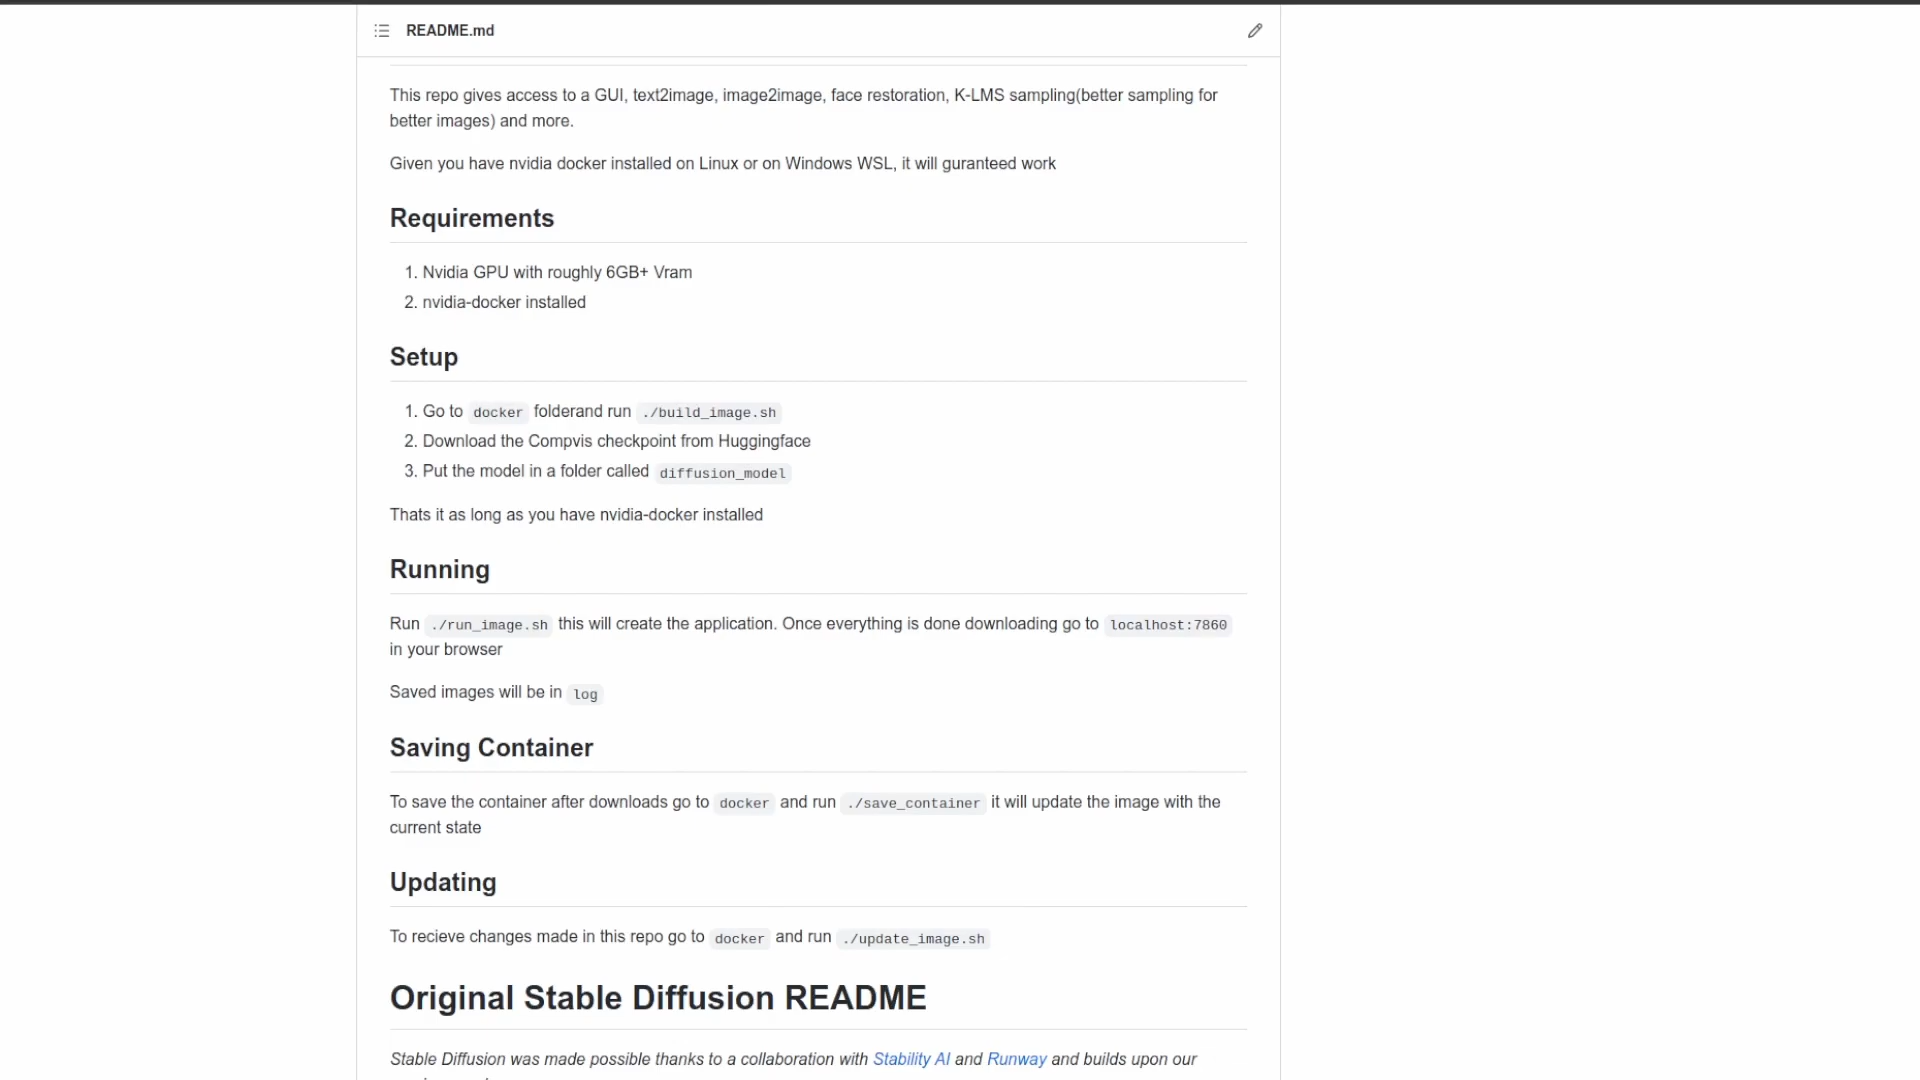 README.md
This repo gives access to a GUI, text2image, image2image, face restoration, K-LMS sampling(better sampling for
better images) and more.
Given you have nvidia docker installed on Linux or on Windows WSL, it will guranteed work
Requirements
1. Nvidia GPU with roughly 6GB+ Vram
2. nvidia-docker installed
Setup
1. Go to docker folderand run ./build_image.sh
2. Download the Compvis checkpoint from Huggingface
3. Put the model in a folder called diffusion_model
Thats it as long as you have nvidia-docker installed
Running
Run ./run_image.sh this will create the application. Once everything is done downloading go to localhost:7860
in your browser
Saved images will be in log
Saving Container
To save the container after downloads go to docker and run ./save_container it will update the image with the
current state
Updating
To recieve changes made in this repo go to docker and run ./update_image.sh
Original Stable Diffusion README
Stable Diffusion was made possible thanks to a collaboration with Stability AI and Runway and builds upon our